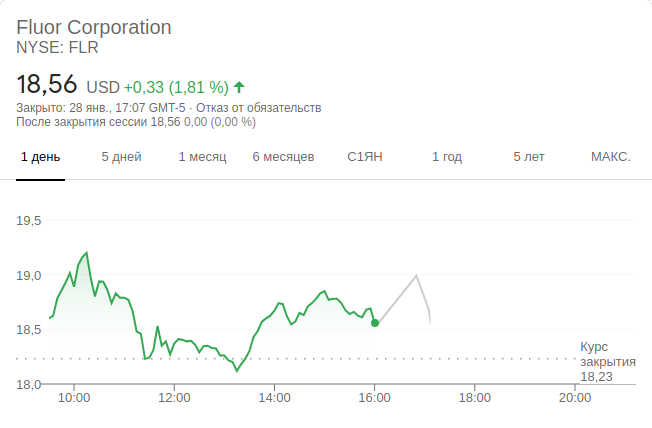 Fluor Corporation
NYSE: FLR
18,56 USD +0,33 (1,81 %)
Закрыто: 28 янв., 17:07 GMT-5 · Отказ от обязательств
После закрытия сессии 18,56 0,00 (0,00 %)
1 день 5 дней 1 месяц 6 месяцев С1ЯН 1 год 5 лет МАКС.
19,5
19,0
18,5
18,0
Курс
закрытия
18,23
10:00 12:00 14:00 16:00 18:00 20:00